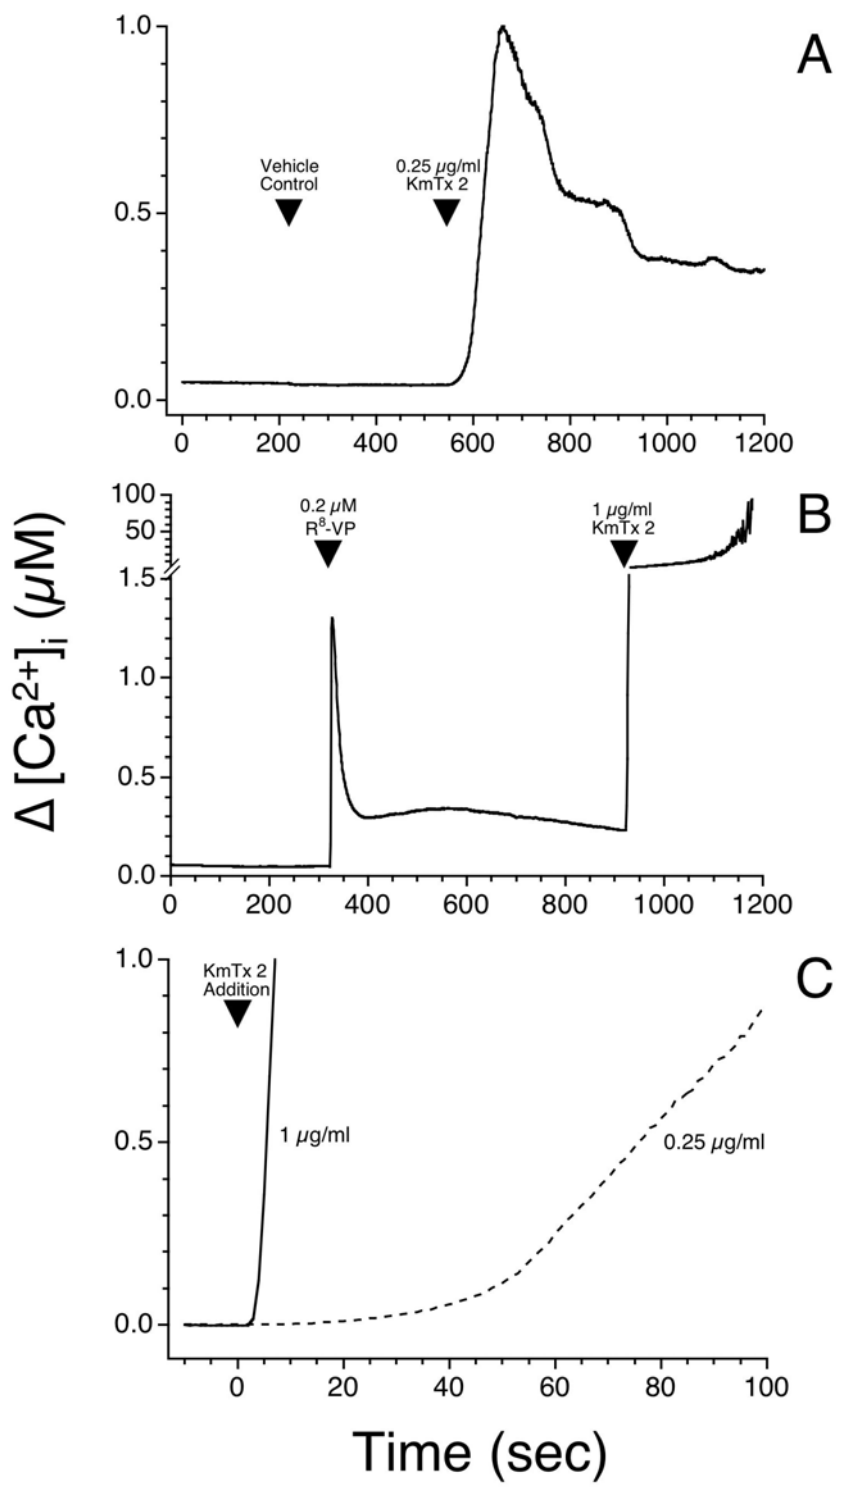 A
1.0
0.5
0.0
Vehicle
Control
0.25 µg/ml
KmTx 2
0 200 400 600 800 1000 1200
B
100
50
1.5
1.0
0.5
0.0
0.2 µM
R⁸-VP
1 µg/ml
KmTx 2
0 200 400 600 800 1000 1200
Δ [Ca²⁺]ᵢ (µM)
C
1.0
0.5
0.0
KmTx 2
Addition
1 µg/ml
0.25 µg/ml
0 20 40 60 80 100
Time (sec)